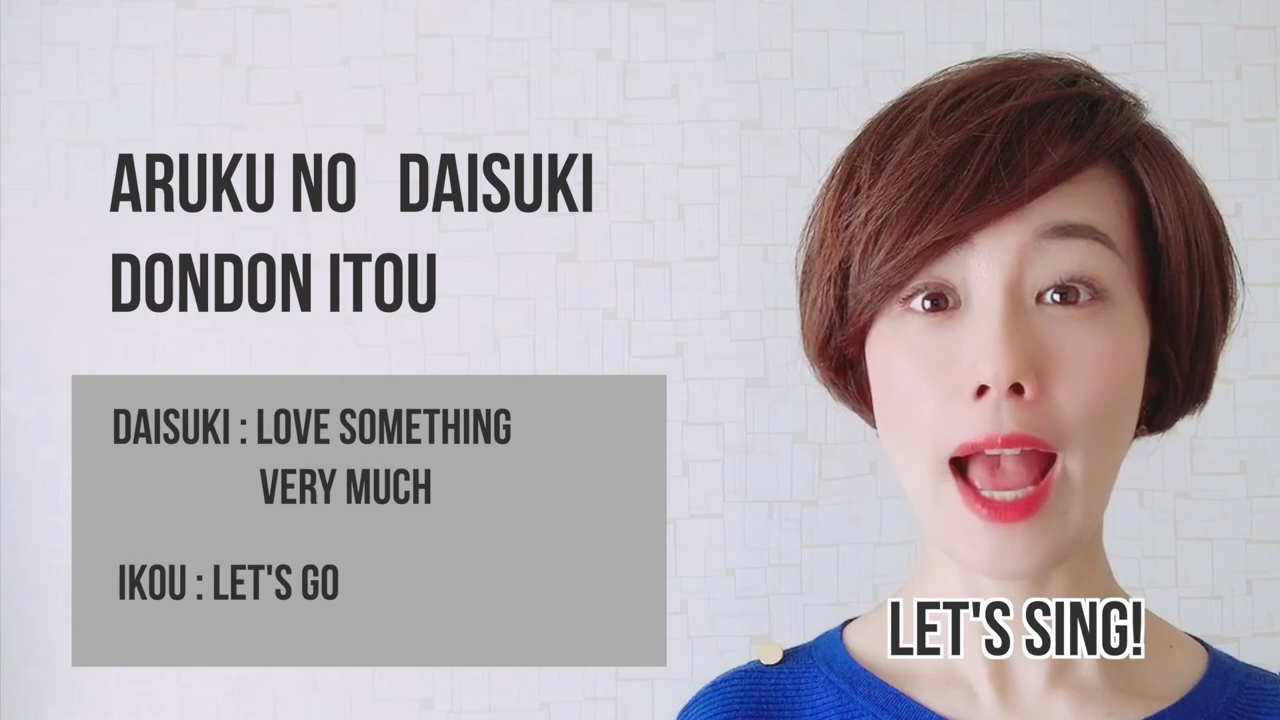 ARUKU NO DAISUKI
DONDON ITOU
DAISUKI : LOVE SOMETHING
VERY MUCH
IKOU : LET'S GO
LET'S SING!